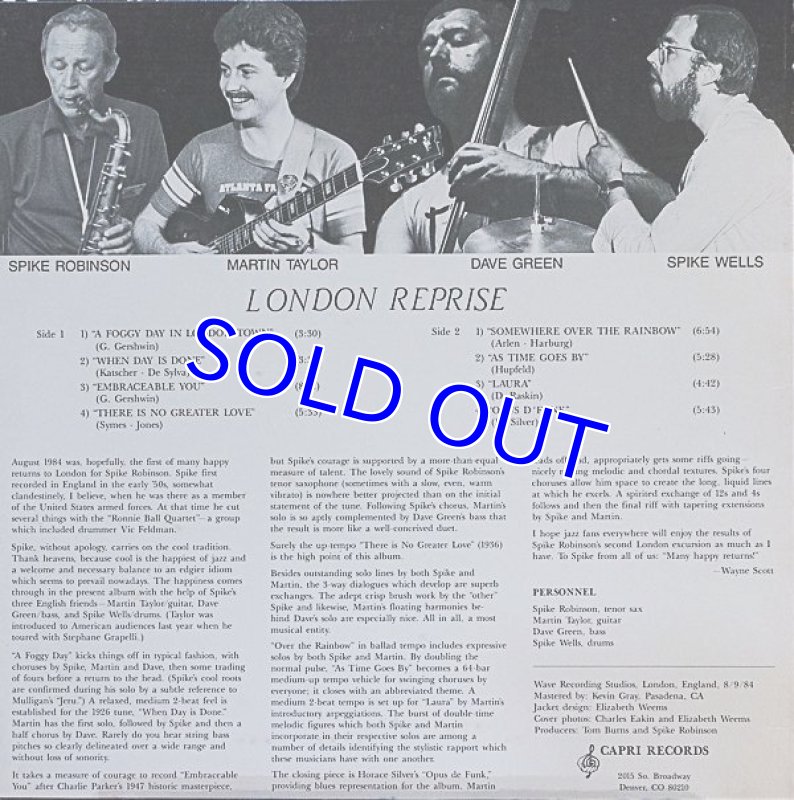 ATLANTA FA
SPIKE ROBINSON MARTIN TAYLOR DAVE GREEN SPIKE WELLS
LONDON REPRISE
Side 1 1) "A FOGGY DAY IN LONDON TOWN" (3:30)
(G. Gershwin)
2) "WHEN DAY IS DONE"
(Katscher - De Sylva)
3) "EMBRACEABLE YOU"
(G. Gershwin)
4) "THERE IS NO GREATER LOVE" (5:33)
(Symes - Jones)
Side 2 1) "SOMEWHERE OVER THE RAINBOW" (6:54)
(Arlen - Harburg)
2) "AS TIME GOES BY" (5:28)
(Hupfeld)
3) "LAURA" (4:42)
(D. Raskin)
4) "OPUS D'FUNK" (5:43)
(H. Silver)
SOLD OUT
August 1984 was, hopefully, the first of many happy
returns to London for Spike Robinson. Spike first
recorded in England in the early '50s, somewhat
clandestinely, I believe, when he was there as a member
of the United States armed forces. At that time he cut
several things with the "Ronnie Ball Quartet"—a group
which included drummer Vic Feldman.
Spike, without apology, carries on the cool tradition.
Thank heavens, because cool is the happiest of jazz and
a welcome and necessary balance to an edgier idiom
which seems to prevail nowadays. The happiness comes
through in the present album with the help of Spike's
three English friends—Martin Taylor/guitar, Dave
Green/bass, and Spike Wells/drums. (Taylor was
introduced to American audiences last year when he
toured with Stephane Grapelli.)
"A Foggy Day" kicks things off in typical fashion, with
choruses by Spike, Martin and Dave, then some trading
of fours before a return to the head. (Spike's cool roots
are confirmed during his solo by a subtle reference to
Mulligan's "Jeru.") A relaxed, medium 2-beat feel is
established for the 1926 tune, "When Day is Done."
Martin has the first solo, followed by Spike and then a
half chorus by Dave. Rarely do you hear string bass
pitches so clearly delineated over a wide range and
without loss of sonority.
It takes a measure of courage to record "Embraceable
You" after Charlie Parker's 1947 historic masterpiece,
but Spike's courage is supported by a more-than-equal
measure of talent. The lovely sound of Spike Robinson's
tenor saxophone (sometimes with a slow, even, warm
vibrato) is nowhere better projected than on the initial
statement of the tune. Following Spike's chorus, Martin's
solo is so aptly complemented by Dave Green's bass that
the result is more like a well-conceived duet.
Surely the up-tempo "There is No Greater Love" (1936)
is the high point of this album.
Besides outstanding solo lines by both Spike and
Martin, the 3-way dialogues which develop are superb
exchanges. The adept crisp brush work by the "other"
Spike and likewise, Martin's floating harmonies be-
hind Dave's solo are especially nice. All in all, a most
musical entity.
"Over the Rainbow" in ballad tempo includes expressive
solos by both Spike and Martin. By doubling the
normal pulse, "As Time Goes By" becomes a 64-bar
medium-up tempo vehicle for swinging choruses by
everyone; it closes with an abbreviated theme. A
medium 2-beat tempo is set up for "Laura" by Martin's
introductory arpeggiations. The burst of double-time
melodic figures which both Spike and Martin
incorporate in their respective solos are among a
number of details identifying the stylistic rapport which
these musicians have with one another.
The closing piece is Horace Silver's "Opus de Funk,"
providing blues representation for the album. Martin
leads off and, appropriately gets some riffs going—
nicely mixing melodic and chordal textures. Spike's four
choruses allow him space to create the long, liquid lines
at which he excels. A spirited exchange of 12s and 4s
follows and then the final riff with tapering extensions
by Spike and Martin.
I hope jazz fans everywhere will enjoy the results of
Spike Robinson's second London excursion as much as I
have. To Spike from all of us: "Many happy returns!"
—Wayne Scott
PERSONNEL
Spike Robinson, tenor sax
Martin Taylor, guitar
Dave Green, bass
Spike Wells, drums
Wave Recording Studios, London, England, 8/9/84
Mastered by: Kevin Gray, Pasadena, CA
Jacket design: Elizabeth Weems
Cover photos: Charles Eakin and Elizabeth Weems
Producers: Tom Burns and Spike Robinson
CAPRI RECORDS
2015 So. Broadway
Denver, CO 80210